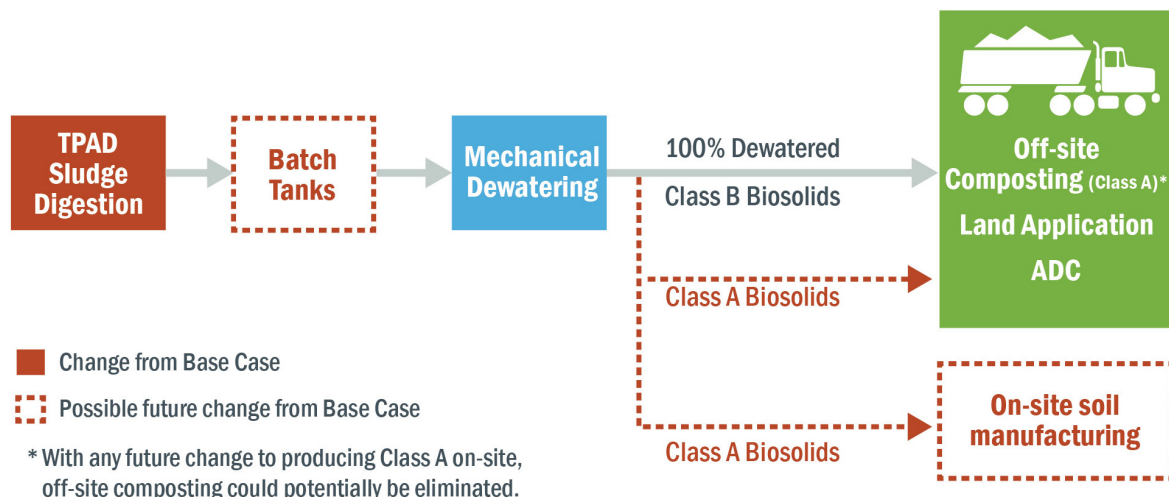 TPAD
Sludge
Digestion
Batch
Tanks
Mechanical
Dewatering
100% Dewatered
Class B Biosolids
Class A Biosolids
Class A Biosolids
Off-site
Composting (Class A)*
Land Application
ADC
On-site soil
manufacturing
Change from Base Case
Possible future change from Base Case
* With any future change to producing Class A on-site,
off-site composting could potentially be eliminated.